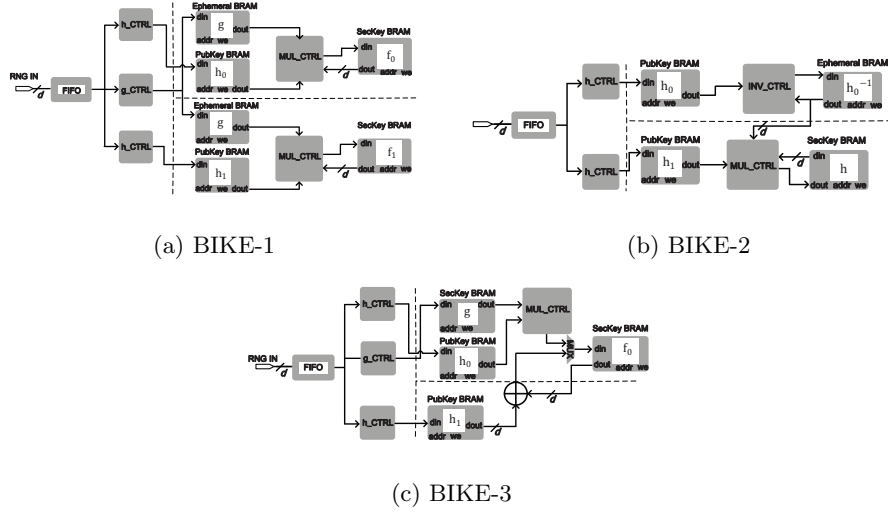 RNG IN
d
FIFO
h_CTRL
g_CTRL
h_CTRL
Ephemeral BRAM
din g dout
addr we
PubKey BRAM
din h0
addr we dout
MUL_CTRL
SecKey BRAM
din f0
d dout addr we
Ephemeral BRAM
din g dout
addr we
PubKey BRAM
din h1
addr we dout
MUL_CTRL
SecKey BRAM
din f1
d dout addr we
(a) BIKE-1
d
FIFO
h_CTRL
h_CTRL
PubKey BRAM
din h0 dout
addr we
INV_CTRL
Ephemeral BRAM
din h0−1
dout addr we
d
PubKey BRAM
din h1 dout
addr we
MUL_CTRL
SecKey BRAM
d din h
dout addr we
(b) BIKE-2
RNG IN
d
FIFO
h_CTRL
g_CTRL
h_CTRL
SecKey BRAM
din g dout
addr we
PubKey BRAM
din h0 dout
addr we
MUL_CTRL
MUX
SecKey BRAM
din f0
dout addr we
d
PubKey BRAM
din h1 dout
addr we
d
(c) BIKE-3